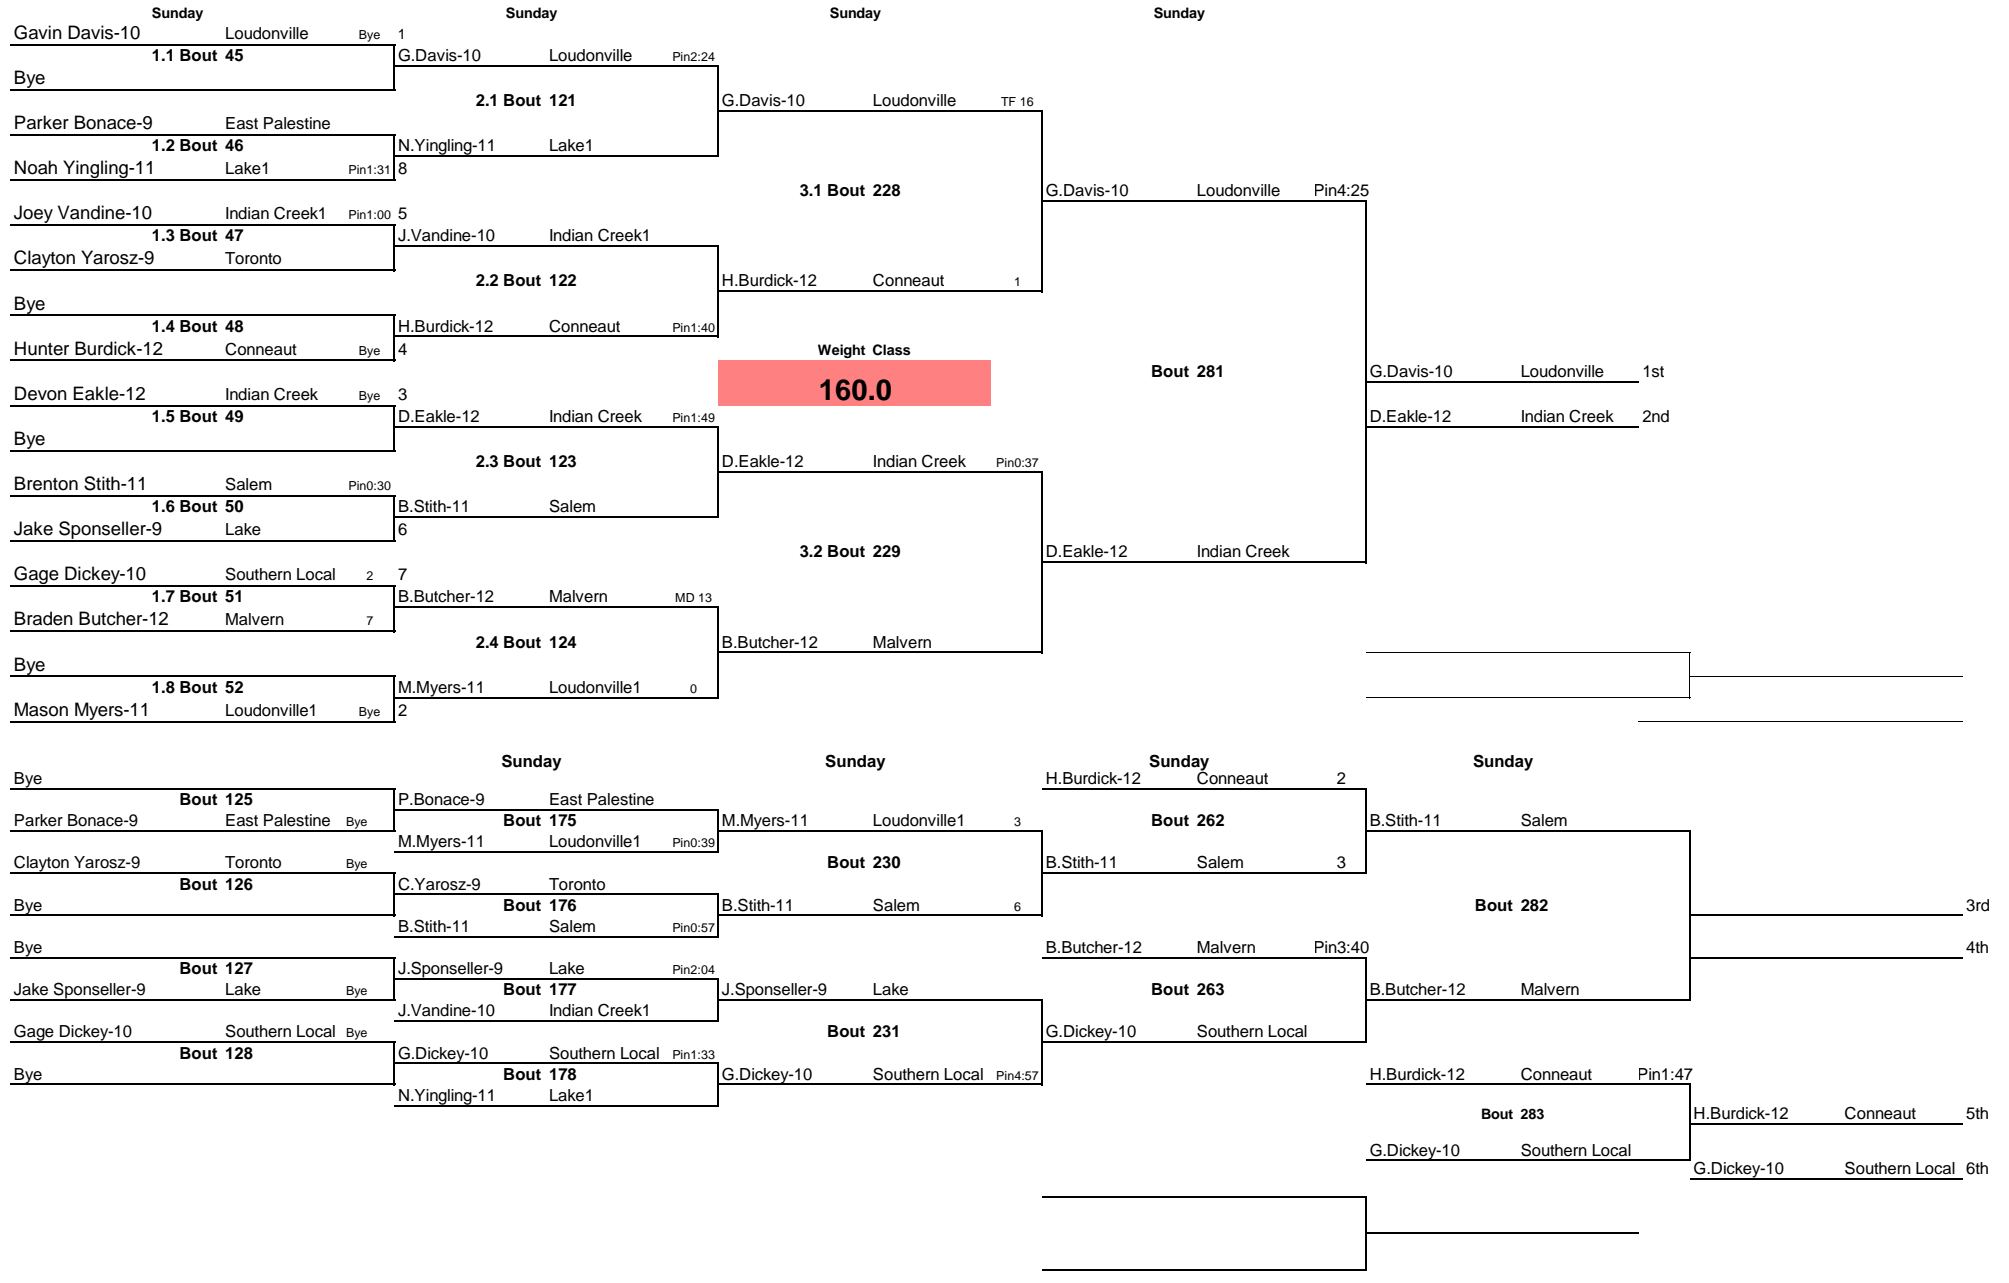 Sunday Sunday Sunday Sunday
Gavin Davis-10 Loudonville Bye 1
1.1 Bout 45 G.Davis-10 Loudonville Pin2:24
Bye
2.1 Bout 121 G.Davis-10 Loudonville TF 16
Parker Bonace-9 East Palestine
1.2 Bout 46 N.Yingling-11 Lake1
Noah Yingling-11 Lake1 Pin1:31 8
3.1 Bout 228 G.Davis-10 Loudonville Pin4:25
Joey Vandine-10 Indian Creek1 Pin1:00 5
1.3 Bout 47 J.Vandine-10 Indian Creek1
Clayton Yarosz-9 Toronto
2.2 Bout 122 H.Burdick-12 Conneaut 1
Bye
1.4 Bout 48 H.Burdick-12 Conneaut Pin1:40
Hunter Burdick-12 Conneaut Bye 4 Weight Class
Bout 281 G.Davis-10 Loudonville 1st
Devon Eakle-12 Indian Creek Bye 3 160.0
1.5 Bout 49 D.Eakle-12 Indian Creek Pin1:49 D.Eakle-12 Indian Creek 2nd
Bye
2.3 Bout 123 D.Eakle-12 Indian Creek Pin0:37
Brenton Stith-11 Salem Pin0:30
1.6 Bout 50 B.Stith-11 Salem
Jake Sponseller-9 Lake 6
3.2 Bout 229 D.Eakle-12 Indian Creek
Gage Dickey-10 Southern Local 2 7
1.7 Bout 51 B.Butcher-12 Malvern MD 13
Braden Butcher-12 Malvern 7
2.4 Bout 124 B.Butcher-12 Malvern
Bye
1.8 Bout 52 M.Myers-11 Loudonville1 0
Mason Myers-11 Loudonville1 Bye 2
Sunday Sunday Sunday Sunday
Bye H.Burdick-12 Conneaut 2
Bout 125 P.Bonace-9 East Palestine
Parker Bonace-9 East Palestine Bye Bout 175 M.Myers-11 Loudonville1 3 Bout 262 B.Stith-11 Salem
M.Myers-11 Loudonville1 Pin0:39
Clayton Yarosz-9 Toronto Bye Bout 230 B.Stith-11 Salem 3
Bout 126 C.Yarosz-9 Toronto
Bye Bout 176 B.Stith-11 Salem 6 Bout 282 3rd
B.Stith-11 Salem Pin0:57
Bye B.Butcher-12 Malvern Pin3:40 4th
Bout 127 J.Sponseller-9 Lake Pin2:04
Jake Sponseller-9 Lake Bye Bout 177 J.Sponseller-9 Lake Bout 263 B.Butcher-12 Malvern
J.Vandine-10 Indian Creek1
Gage Dickey-10 Southern Local Bye Bout 231 G.Dickey-10 Southern Local
Bout 128 G.Dickey-10 Southern Local Pin1:33
Bye Bout 178 G.Dickey-10 Southern Local Pin4:57 H.Burdick-12 Conneaut Pin1:47
N.Yingling-11 Lake1
Bout 283 H.Burdick-12 Conneaut 5th
G.Dickey-10 Southern Local
G.Dickey-10 Southern Local 6th